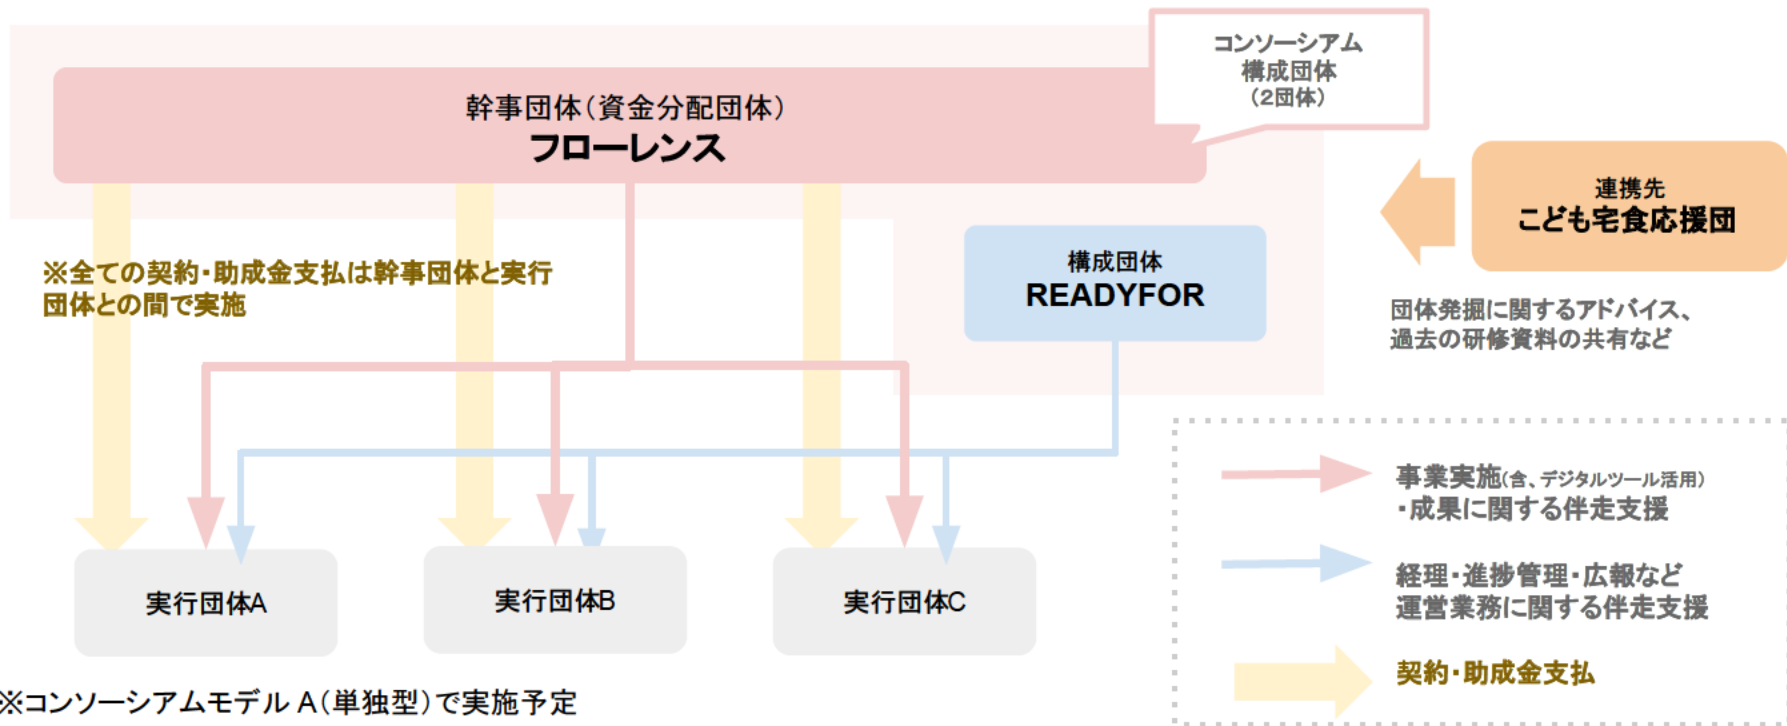 コンソーシアム
構成団体
（2団体）
幹事団体（資金分配団体）
フローレンス
連携先
こども宅食応援団
構成団体
READYFOR
※全ての契約・助成金支払は幹事団体と実行
団体との間で実施
団体発掘に関するアドバイス、
過去の研修資料の共有など
事業実施(含、デジタルツール活用)
・成果に関する伴走支援
経理・進捗管理・広報など
運営業務に関する伴走支援
契約・助成金支払
実行団体A
実行団体B
実行団体C
※コンソーシアムモデル A（単独型）で実施予定